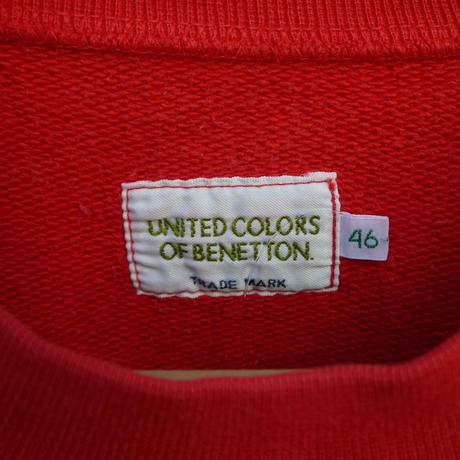 UNITED COLORS
OF BENETTON.
TRADE MARK
46